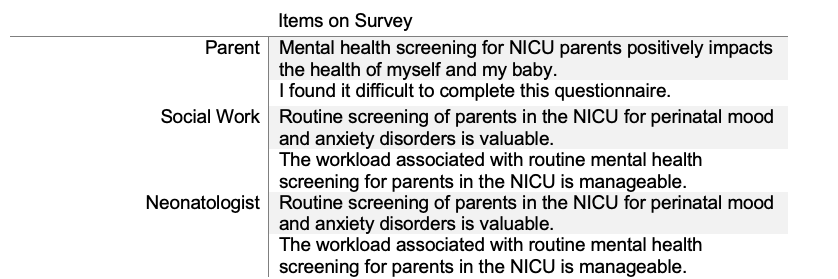 Items on Survey
Parent Mental health screening for NICU parents positively impacts
the health of myself and my baby.
I found it difficult to complete this questionnaire.
Social Work Routine screening of parents in the NICU for perinatal mood
and anxiety disorders is valuable.
The workload associated with routine mental health
screening for parents in the NICU is manageable.
Neonatologist Routine screening of parents in the NICU for perinatal mood
and anxiety disorders is valuable.
The workload associated with routine mental health
screening for parents in the NICU is manageable.